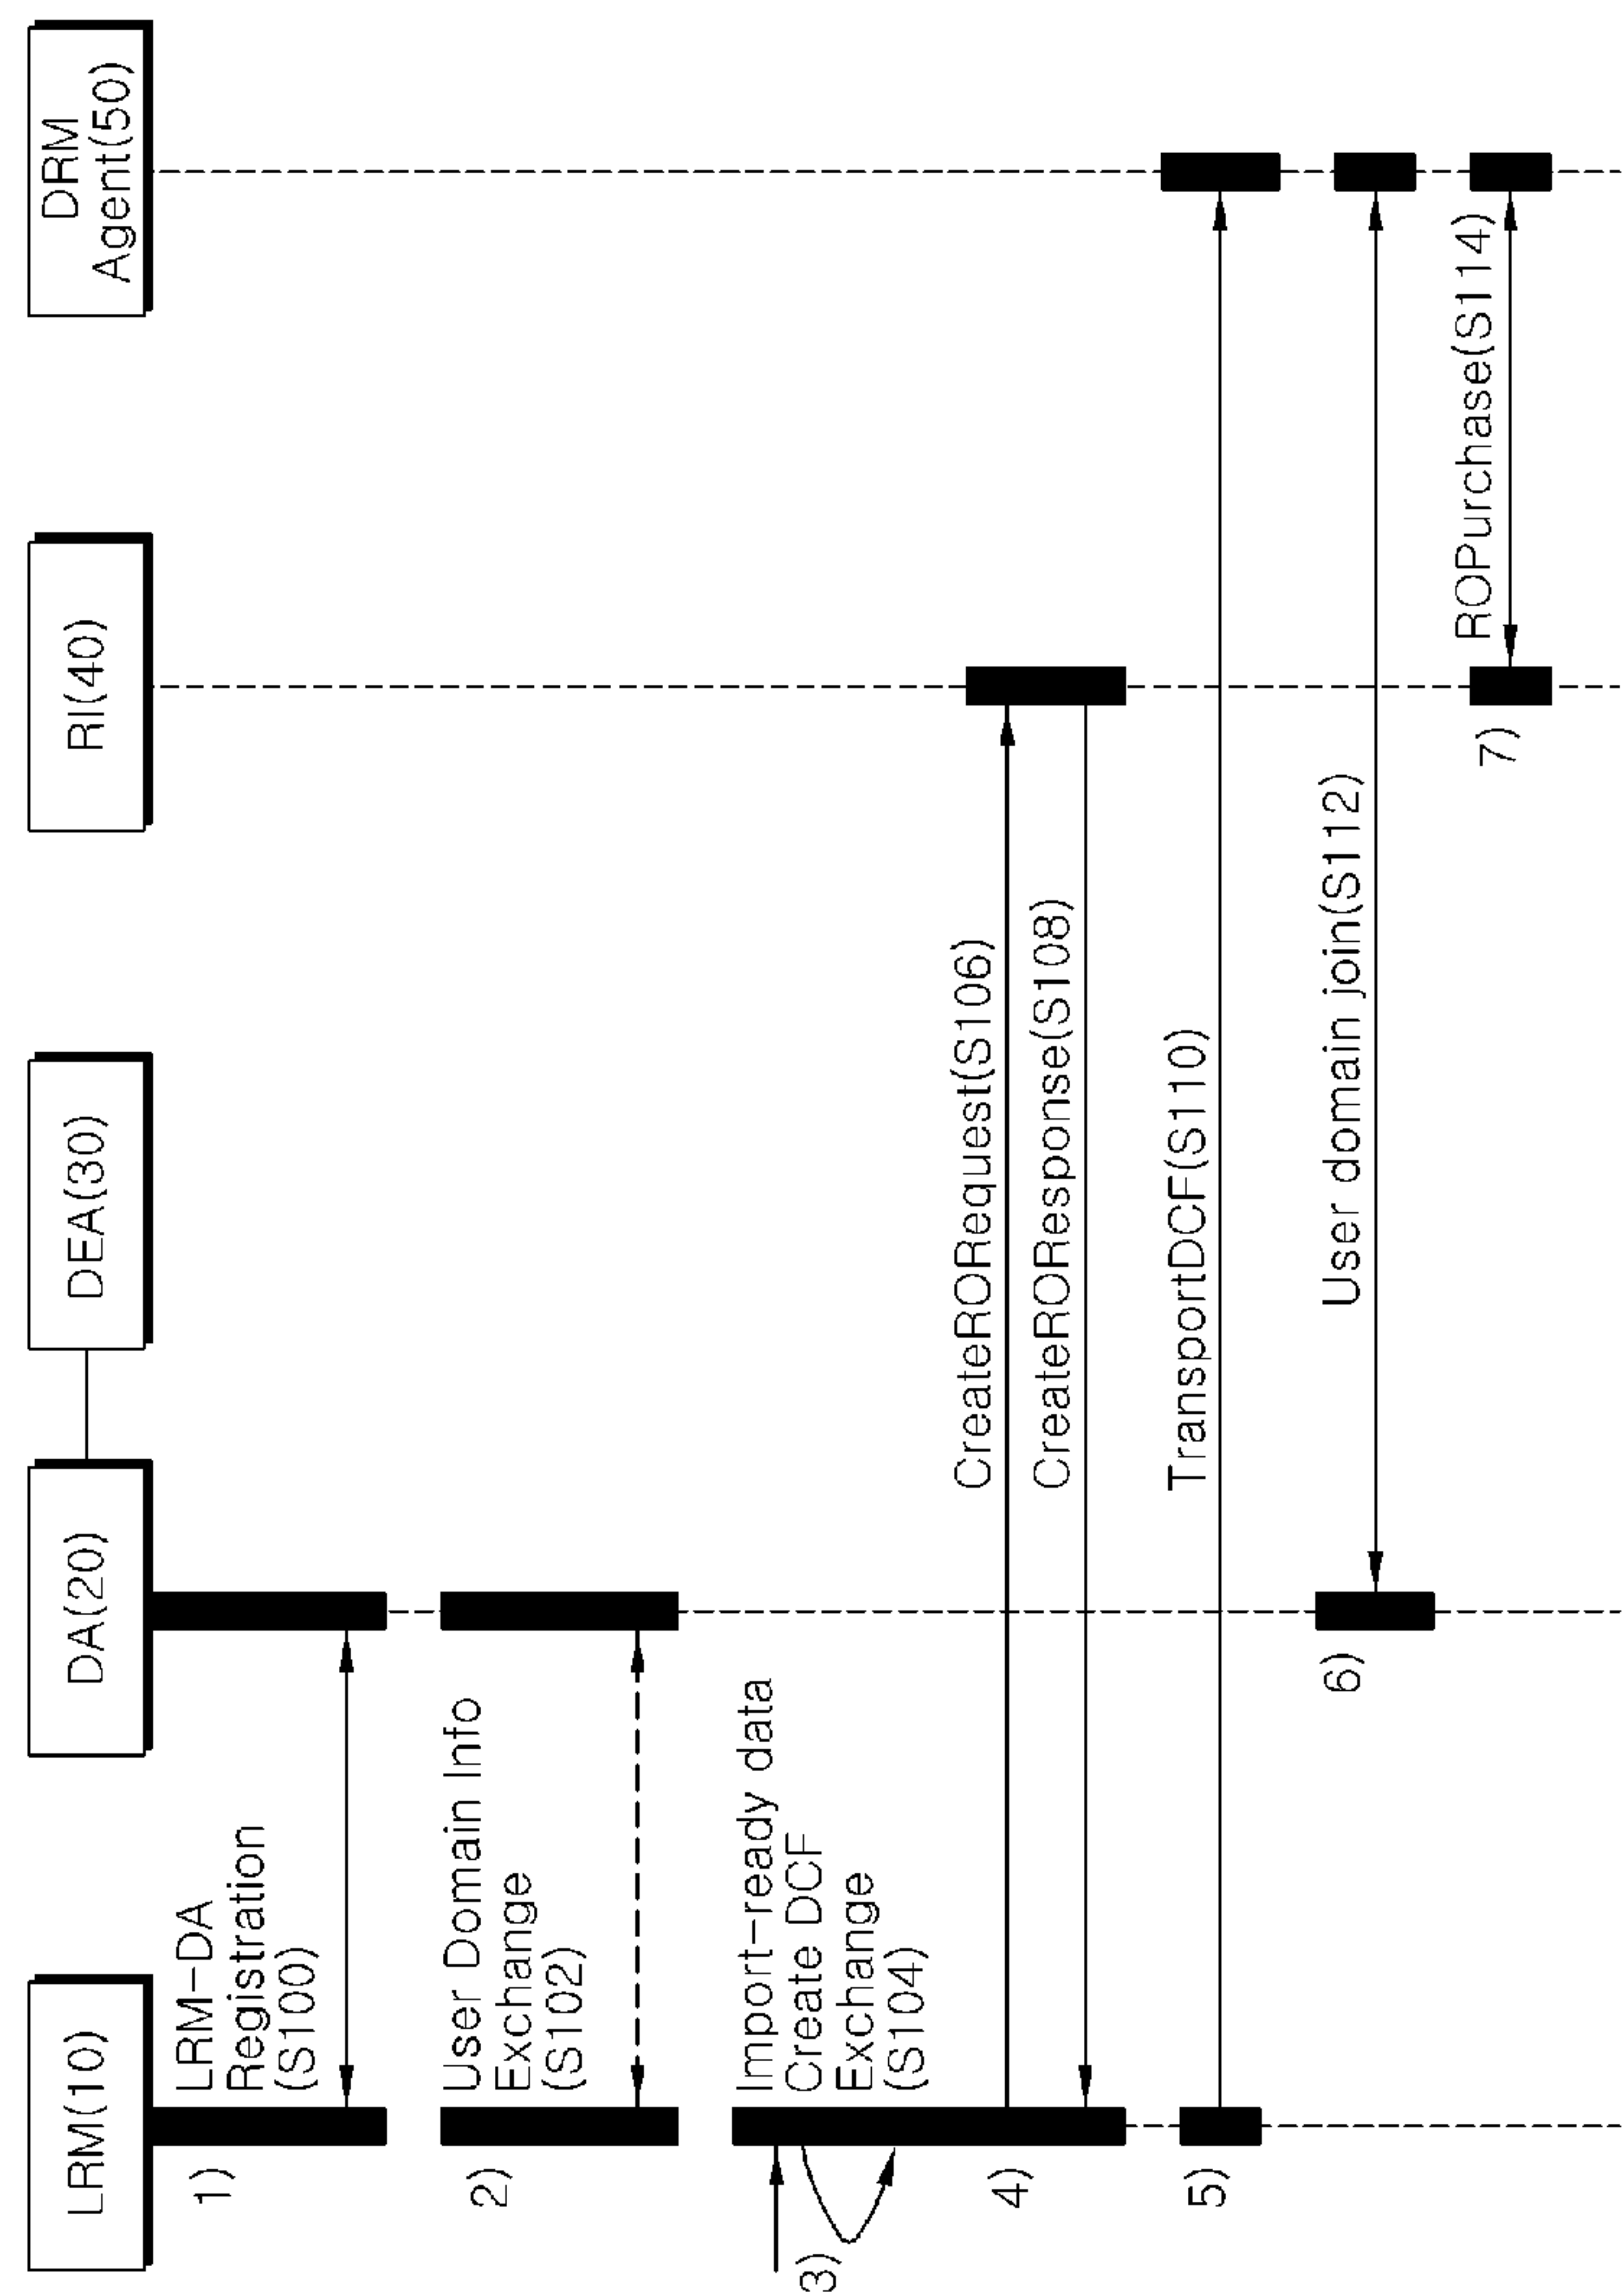 LRM(10)
DA(20)
DEA(30)
RI(40)
DRM
Agent(50)
1)
LRM-DA
Registration
(S100)
2)
User Domain Info
Exchange
(S102)
3)
Import-ready data
Create DCF
Exchange
(S104)
4)
CreateRORequest(S106)
CreateROResponse(S108)
5)
TransportDCF(S110)
6)
User domain join(S112)
7)
ROPurchase(S114)